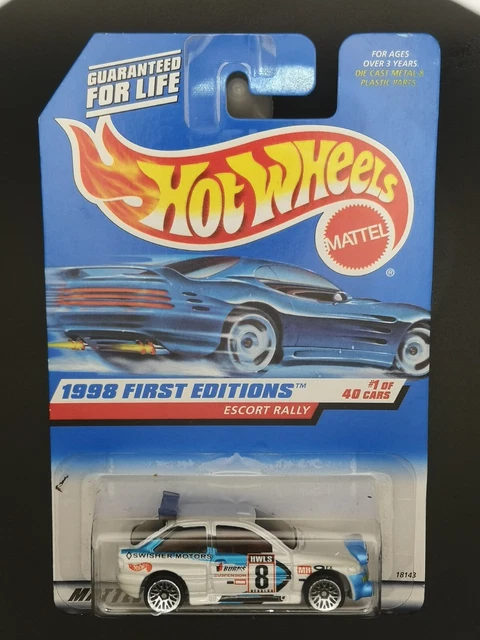 GUARANTEED
FOR LIFE
FOR AGES
OVER 3 YEARS
DIE CAST METAL &
PLASTIC PARTS
HOT WHEELS
MATTEL
®
1998 FIRST EDITIONS™
#1 OF
40 CARS
ESCORT RALLY
SWISHER MOTORS
HWLS
8
MH
18143